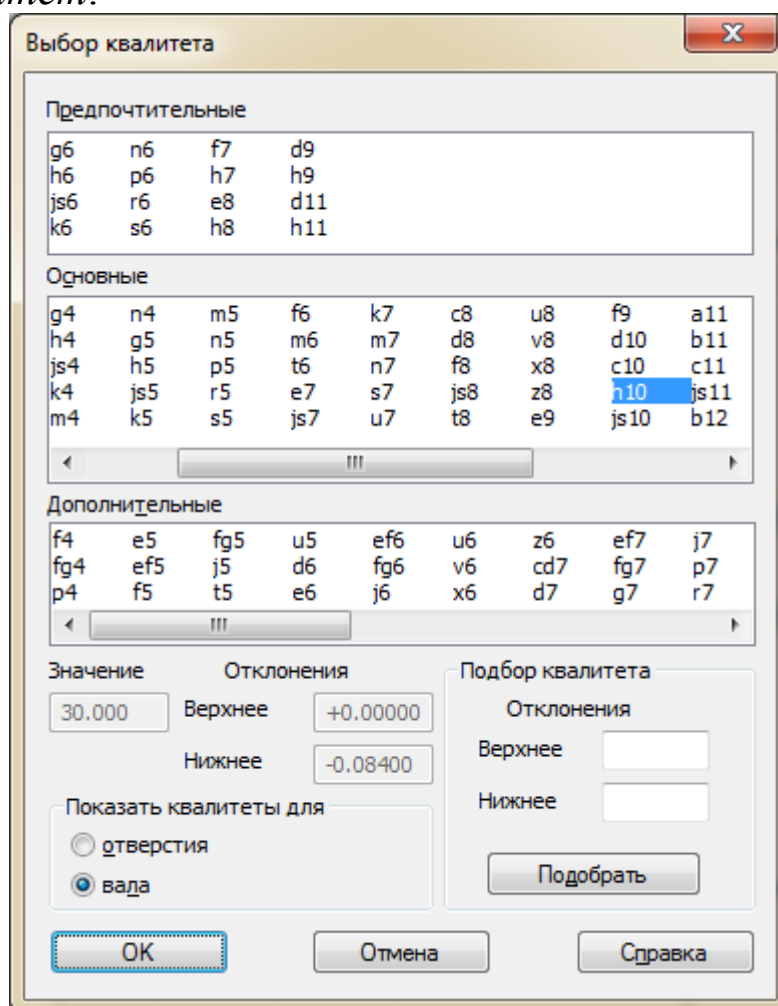 Выбор квалитета
Предпочтительные
g6 n6 f7 d9
h6 p6 h7 h9
js6 r6 e8 d11
k6 s6 h8 h11
Основные
g4 n4 m5 f6 k7 c8 u8 f9 a11
h4 g5 n5 m6 m7 d8 v8 d10 b11
js4 h5 p5 t6 n7 f8 x8 c10 c11
k4 js5 r5 e7 s7 js8 z8 h10 js11
m4 k5 s5 js7 u7 t8 e9 js10 b12
Дополнительные
f4 e5 fg5 u5 ef6 u6 z6 ef7 j7
fg4 ef5 j5 d6 fg6 v6 cd7 fg7 p7
p4 f5 t5 e6 j6 x6 d7 g7 r7
Значение Отклонения
30.000 Верхнее +0.00000
Нижнее -0.08400
Подбор квалитета
Отклонения
Верхнее
Нижнее
Подобрать
Показать квалитеты для
отверстия
вала
OK Отмена Справка